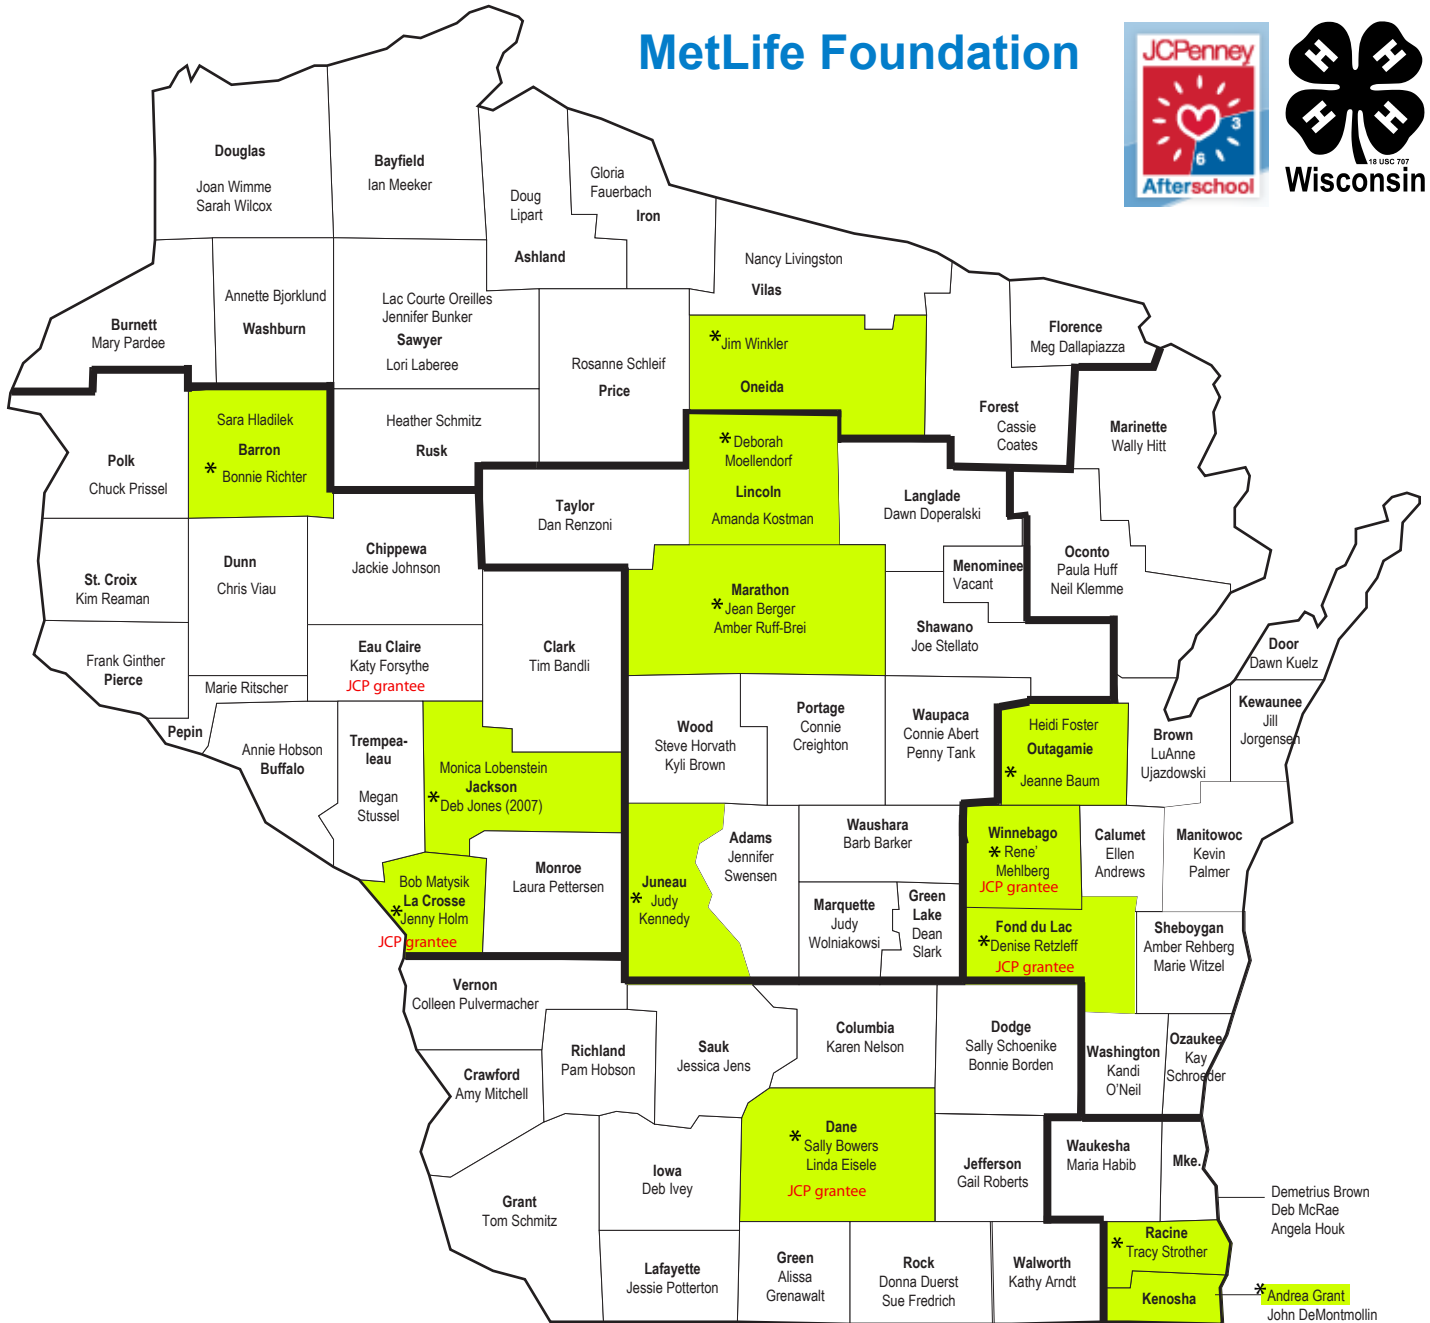 MetLife Foundation
JCPenney
3
6
Afterschool
H
H
H
H
18 USC 707
Wisconsin
Douglas
Joan Wimme
Sarah Wilcox
Bayfield
Ian Meeker
Doug
Lipart
Ashland
Gloria
Fauerbach
Iron
Nancy Livingston
Vilas
Burnett
Mary Pardee
Annette Bjorklund
Washburn
Lac Courte Oreilles
Jennifer Bunker
Sawyer
Lori Laberee
Rosanne Schleif
Price
*Jim Winkler
Oneida
Florence
Meg Dallapiazza
Forest
Cassie
Coates
Marinette
Wally Hitt
Polk
Chuck Prissel
Sara Hladilek
Barron
* Bonnie Richter
Heather Schmitz
Rusk
Taylor
Dan Renzoni
* Deborah
Moellendorf
Lincoln
Amanda Kostman
Langlade
Dawn Doperalski
Menominee
Vacant
Oconto
Paula Huff
Neil Klemme
St. Croix
Kim Reaman
Dunn
Chris Viau
Chippewa
Jackie Johnson
Marathon
* Jean Berger
Amber Ruff-Brei
Shawano
Joe Stellato
Door
Dawn Kuelz
Frank Ginther
Pierce
Eau Claire
Katy Forsythe
JCP grantee
Clark
Tim Bandli
Marie Ritscher
Pepin
Annie Hobson
Buffalo
Trempea-
leau
Megan
Stussel
Monica Lobenstein
Jackson
* Deb Jones (2007)
Wood
Steve Horvath
Kyli Brown
Portage
Connie
Creighton
Waupaca
Connie Abert
Penny Tank
Heidi Foster
Outagamie
* Jeanne Baum
Brown
LuAnne
Ujazdowski
Kewaunee
Jill
Jorgensen
Bob Matysik
La Crosse
* Jenny Holm
JCP grantee
Monroe
Laura Pettersen
Juneau
* Judy
Kennedy
Adams
Jennifer
Swensen
Waushara
Barb Barker
Marquette
Judy
Wolniakowsi
Green
Lake
Dean
Slark
Winnebago
* Rene'
Mehlberg
JCP grantee
Calumet
Ellen
Andrews
Manitowoc
Kevin
Palmer
Fond du Lac
* Denise Retzleff
JCP grantee
Sheboygan
Amber Rehberg
Marie Witzel
Vernon
Colleen Pulvermacher
Richland
Pam Hobson
Sauk
Jessica Jens
Columbia
Karen Nelson
Dodge
Sally Schoenike
Bonnie Borden
Washington
Kandi
O'Neil
Ozaukee
Kay
Schroeder
Crawford
Amy Mitchell
Grant
Tom Schmitz
Iowa
Deb Ivey
Dane
* Sally Bowers
Linda Eisele
JCP grantee
Jefferson
Gail Roberts
Waukesha
Maria Habib
Mke.
Demetrius Brown
Deb McRae
Angela Houk
Lafayette
Jessie Potterton
Green
Alissa
Grenawalt
Rock
Donna Duerst
Sue Fredrich
Walworth
Kathy Arndt
Racine
* Tracy Strother
Kenosha
* Andrea Grant
John DeMontmollin